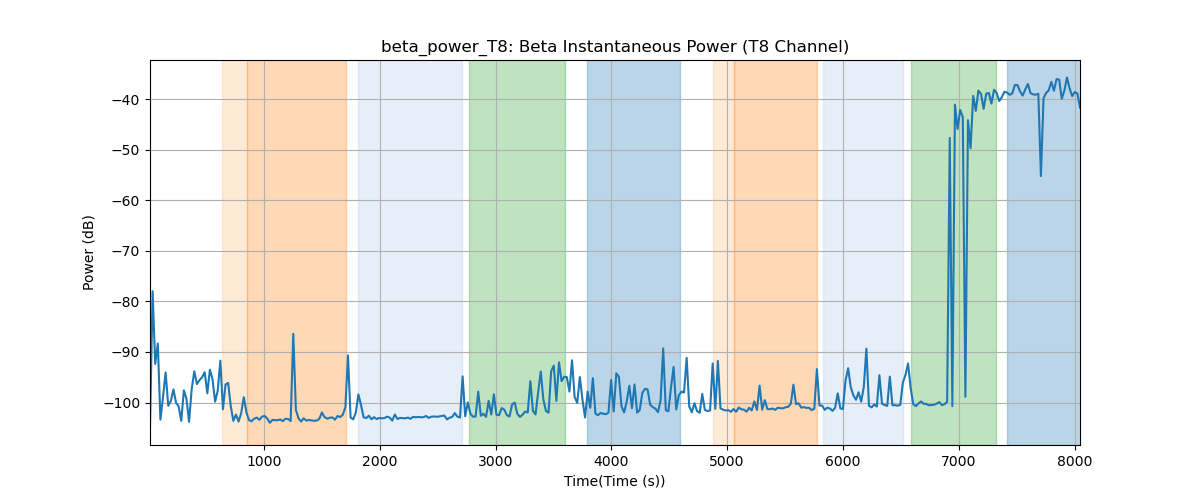 beta_power_T8: Beta Instantaneous Power (T8 Channel)
−40
−50
−60
−70
−80
−90
−100
Power (dB)
1000 2000 3000 4000 5000 6000 7000 8000
Time(Time (s))